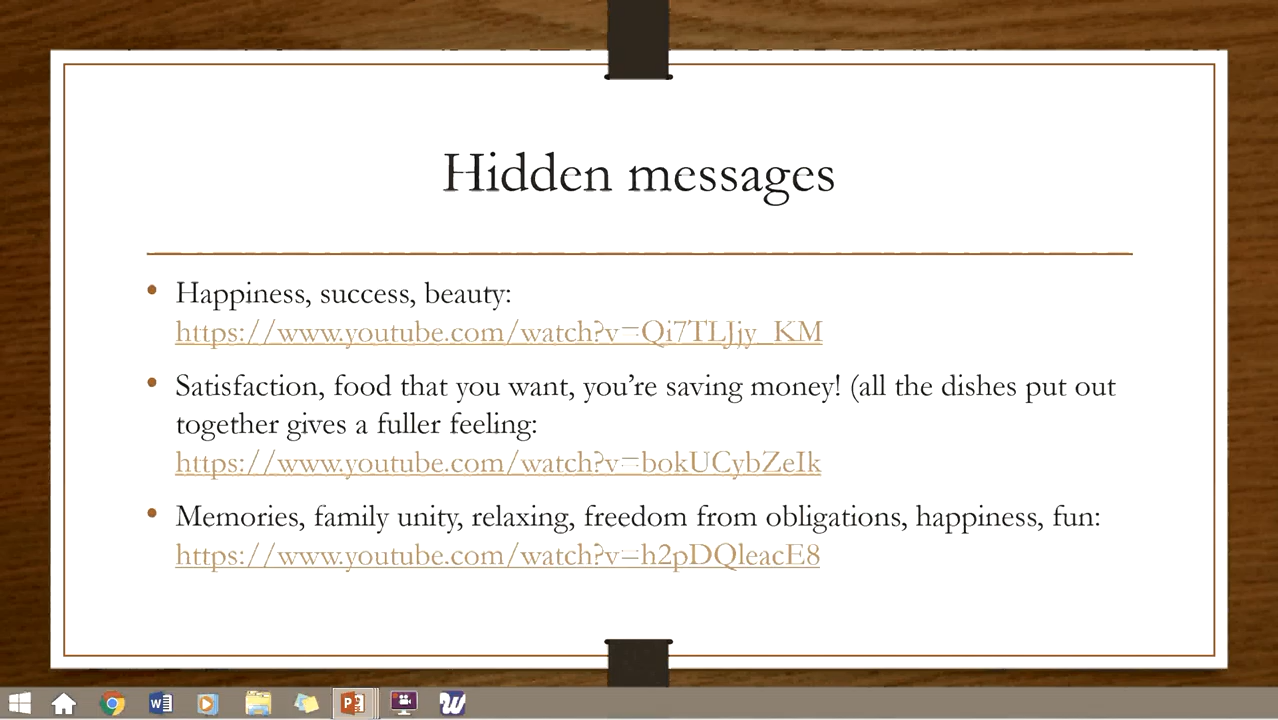 Hidden messages
• Happiness, success, beauty:
https://www.youtube.com/watch?v=Qi7TLJjy_KM
• Satisfaction, food that you want, you’re saving money! (all the dishes put out
together gives a fuller feeling:
https://www.youtube.com/watch?v=bokUCybZeIk
• Memories, family unity, relaxing, freedom from obligations, happiness, fun:
https://www.youtube.com/watch?v=h2pDQleacE8